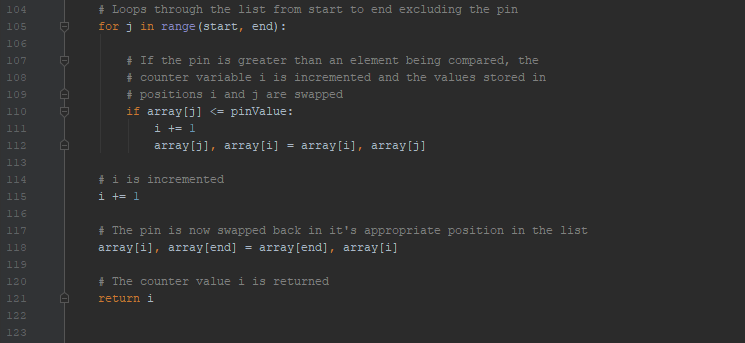 104 # Loops through the list from start to end excluding the pin
105 for j in range(start, end):
106
107 # If the pin is greater than an element being compared, the
108 # counter variable i is incremented and the values stored in
109 # positions i and j are swapped
110 if array[j] <= pinValue:
111 i += 1
112 array[j], array[i] = array[i], array[j]
113
114 # i is incremented
115 i += 1
116
117 # The pin is now swapped back in it's appropriate position in the list
118 array[i], array[end] = array[end], array[i]
119
120 # The counter value i is returned
121 return i
122
123